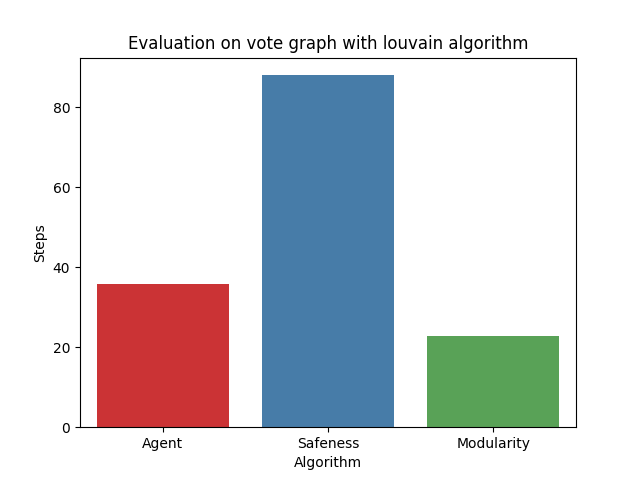 Evaluation on vote graph with louvain algorithm
80
60
40
20
0
Steps
Agent Safeness Modularity
Algorithm